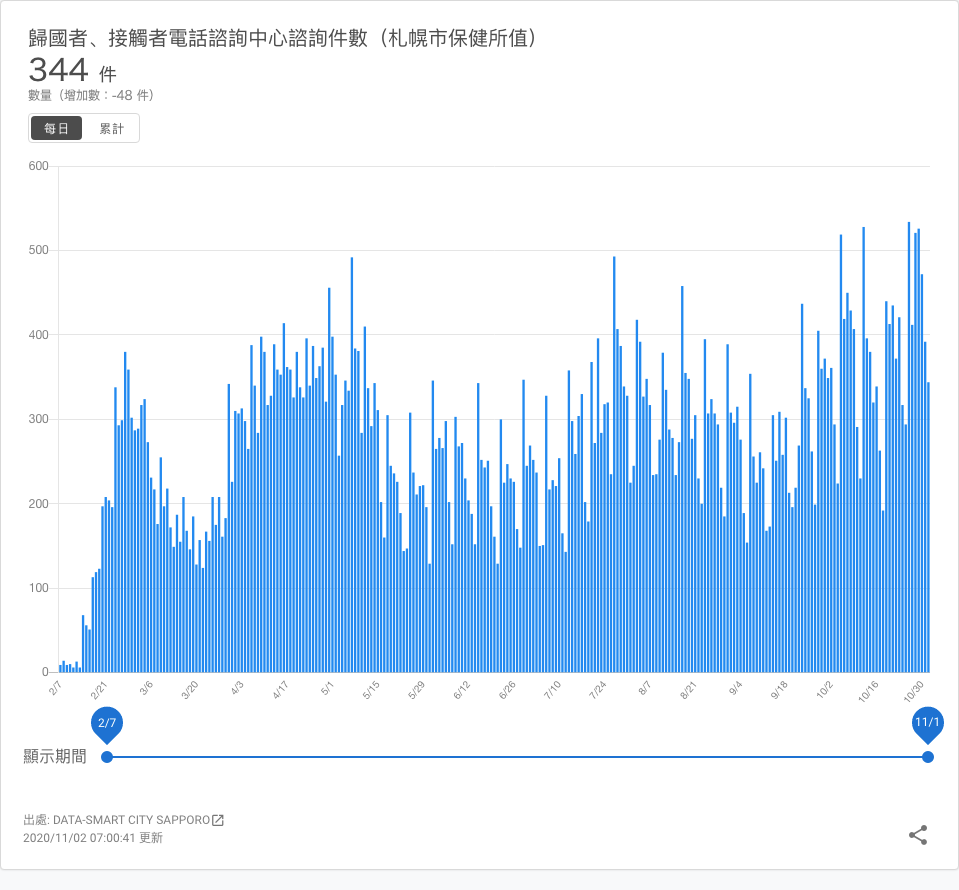 歸國者、接觸者電話諮詢中心諮詢件數（札幌市保健所值）
344 件
數量（增加數：-48 件）
每日 累計
600
500
400
300
200
100
0
2/7 2/21 3/6 3/20 4/3 4/17 5/1 5/15 5/29 6/12 6/26 7/10 7/24 8/7 8/21 9/4 9/18 10/2 10/16 10/30
2/7 11/1
顯示期間
出處: DATA-SMART CITY SAPPORO
2020/11/02 07:00:41 更新